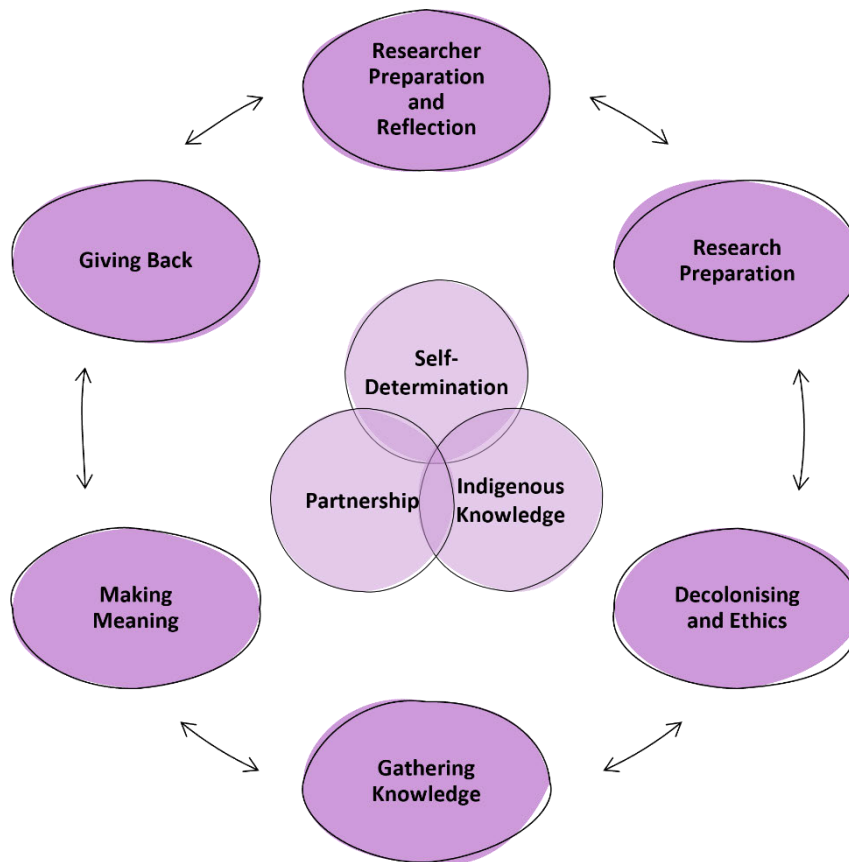 Researcher
Preparation
and
Reflection
Giving Back
Research
Preparation
Self-
Determination
Partnership
Indigenous
Knowledge
Making
Meaning
Decolonising
and Ethics
Gathering
Knowledge